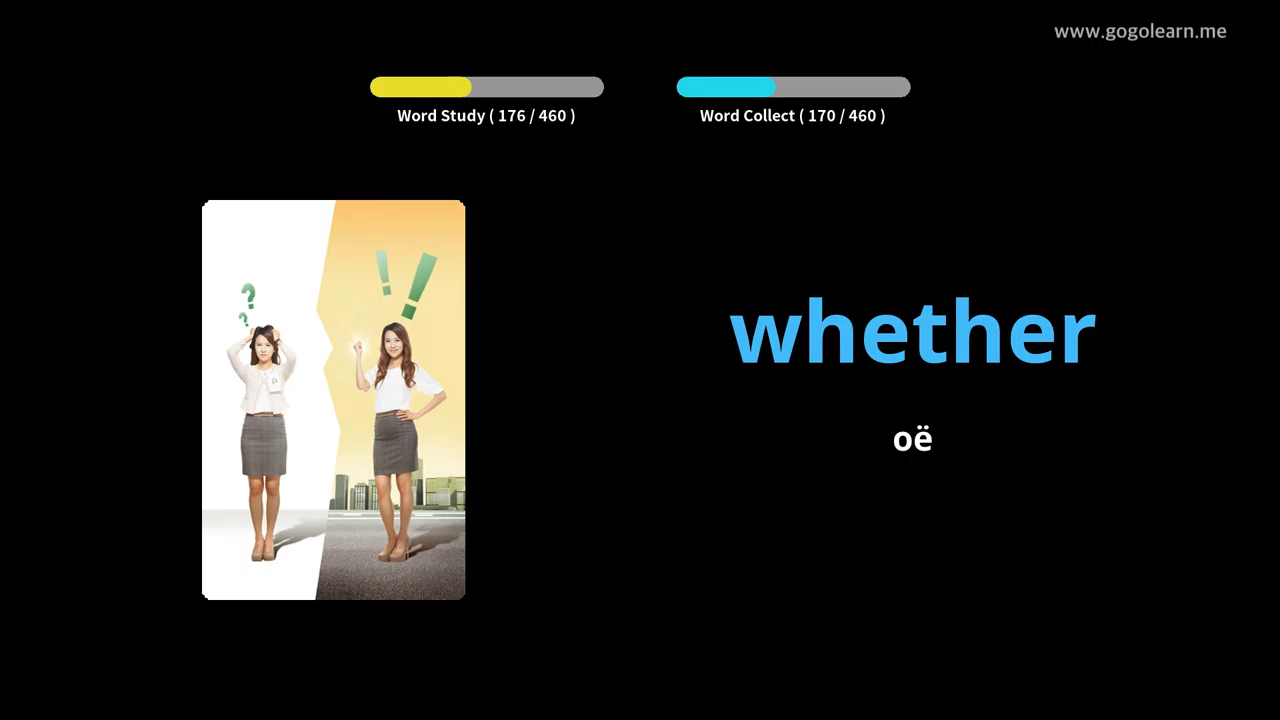 www.gogolearn.me
Word Study ( 176 / 460 )
Word Collect ( 170 / 460 )
? ?
! !
whether
oë